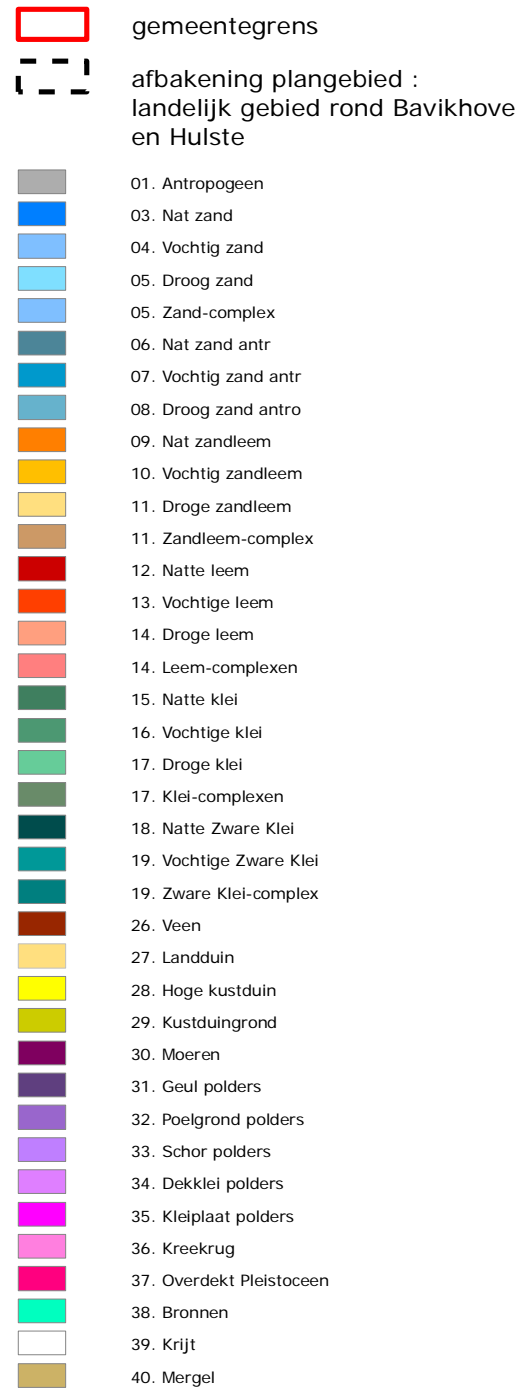 gemeentegrens
afbakening plangebied :
landelijk gebied rond Bavikhove
en Hulste
01. Antropogeen
03. Nat zand
04. Vochtig zand
05. Droog zand
05. Zand-complex
06. Nat zand antr
07. Vochtig zand antr
08. Droog zand antro
09. Nat zandleem
10. Vochtig zandleem
11. Droge zandleem
11. Zandleem-complex
12. Natte leem
13. Vochtige leem
14. Droge leem
14. Leem-complexen
15. Natte klei
16. Vochtige klei
17. Droge klei
17. Klei-complexen
18. Natte Zware Klei
19. Vochtige Zware Klei
19. Zware Klei-complex
26. Veen
27. Landduin
28. Hoge kustduin
29. Kustduingrond
30. Moeren
31. Geul polders
32. Poelgrond polders
33. Schor polders
34. Dekklei polders
35. Kleiplaat polders
36. Kreekrug
37. Overdekt Pleistoceen
38. Bronnen
39. Krijt
40. Mergel